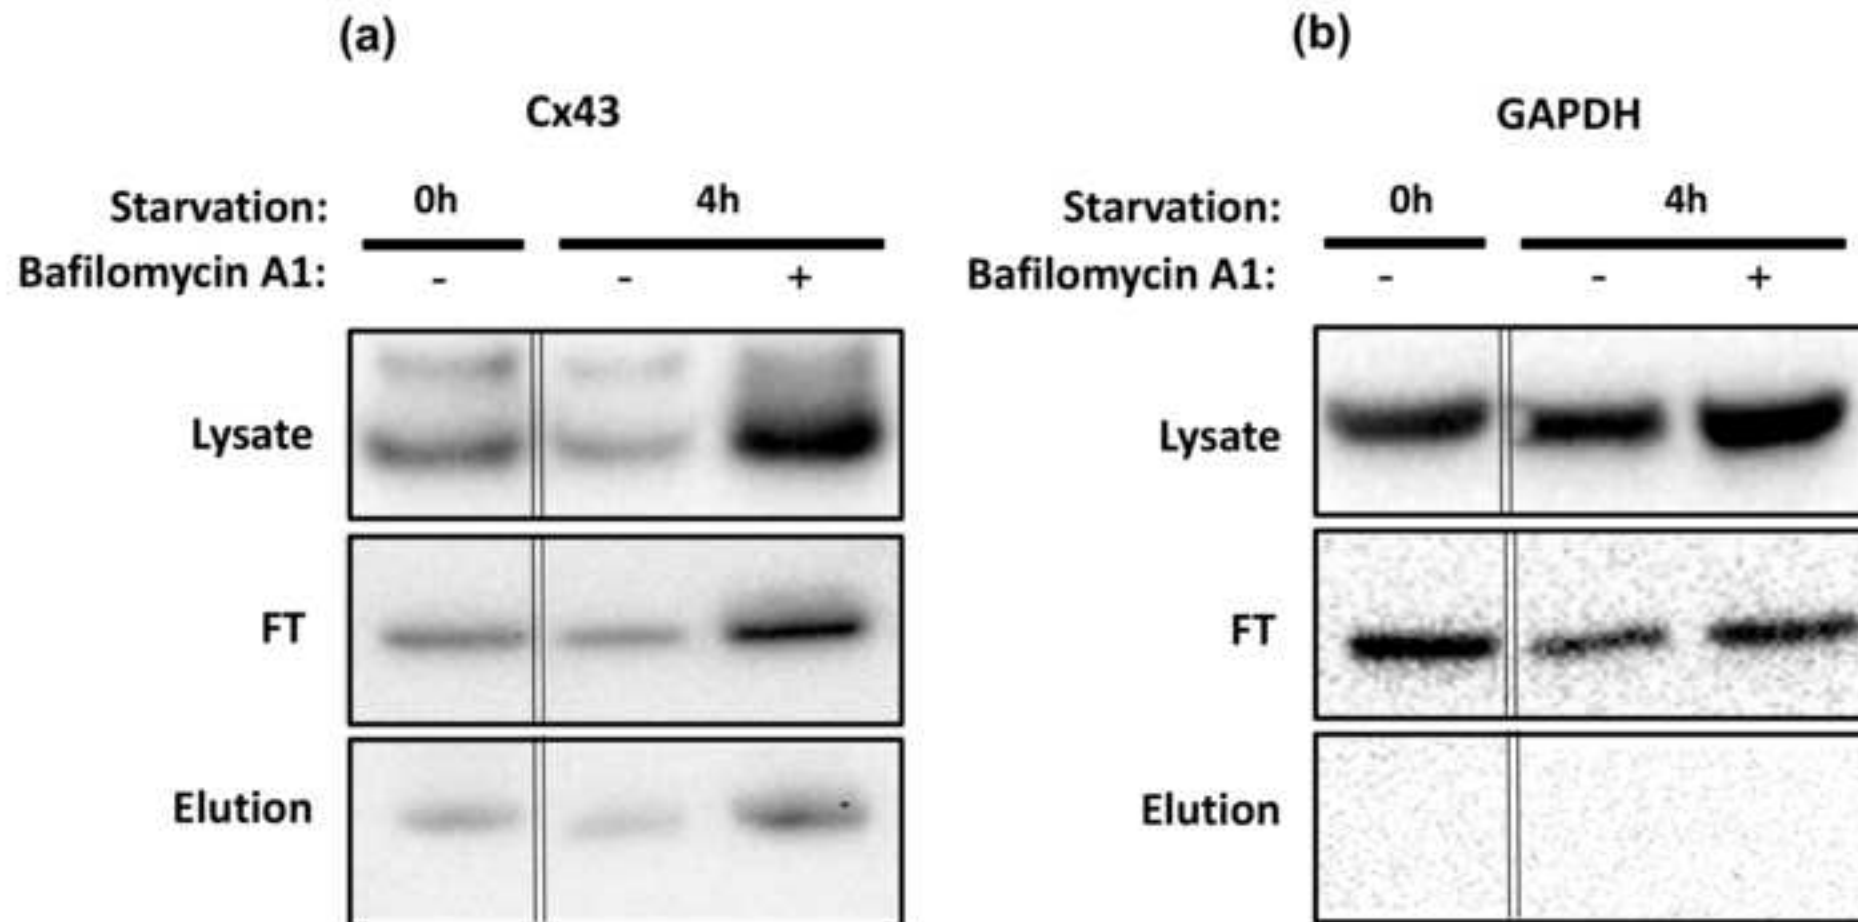 (a)
Cx43
Starvation: 0h 4h
Bafilomycin A1: - - +
Lysate
FT
Elution
(b)
GAPDH
Starvation: 0h 4h
Bafilomycin A1: - - +
Lysate
FT
Elution